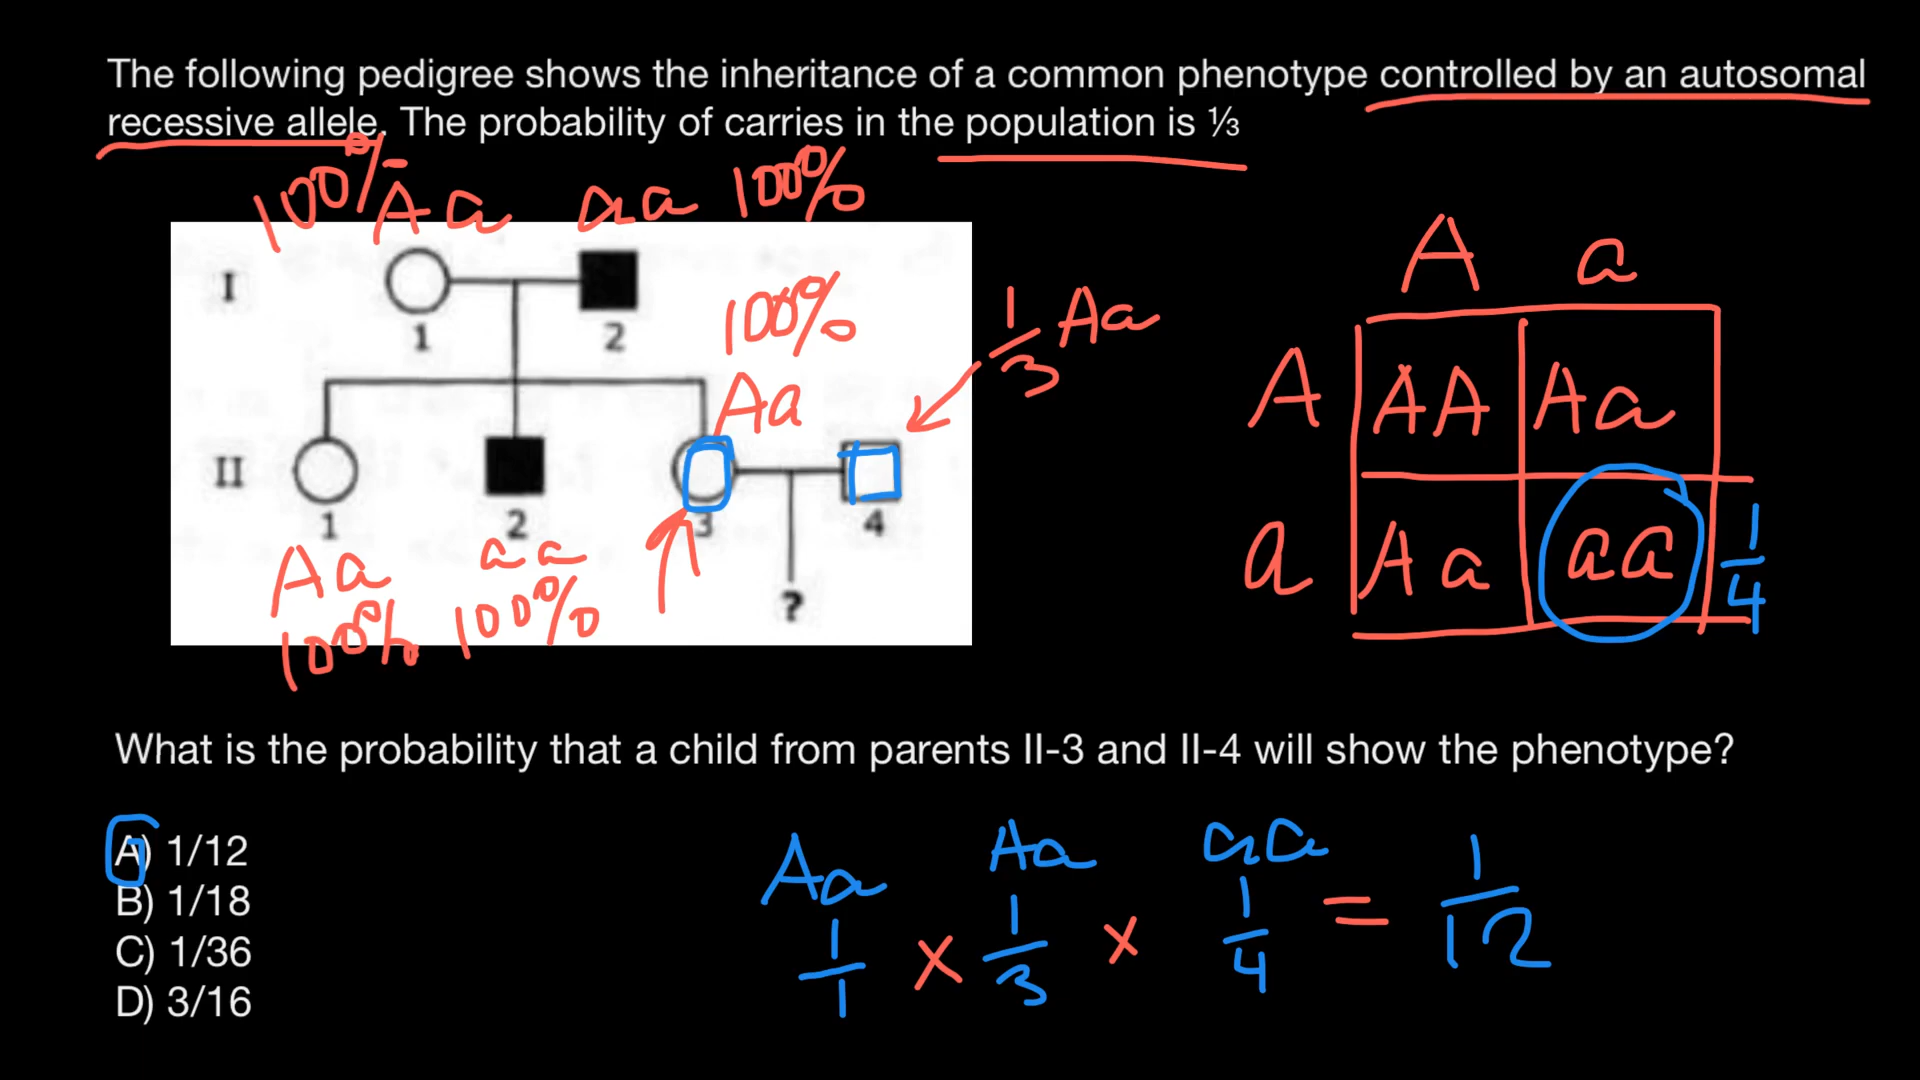 The following pedigree shows the inheritance of a common phenotype controlled by an autosomal
recessive allele. The probability of carries in the population is ⅓
100% Aa aa 100%
I
1 2
100%
Aa
1/3 Aa
II
1 2 3 4
Aa aa
100% 100%
?
A a
A AA Aa
a Aa aa 1/4
What is the probability that a child from parents II-3 and II-4 will show the phenotype?
A) 1/12
B) 1/18
C) 1/36
D) 3/16
Aa Aa aa
1/1 x 1/3 x 1/4 = 1/12